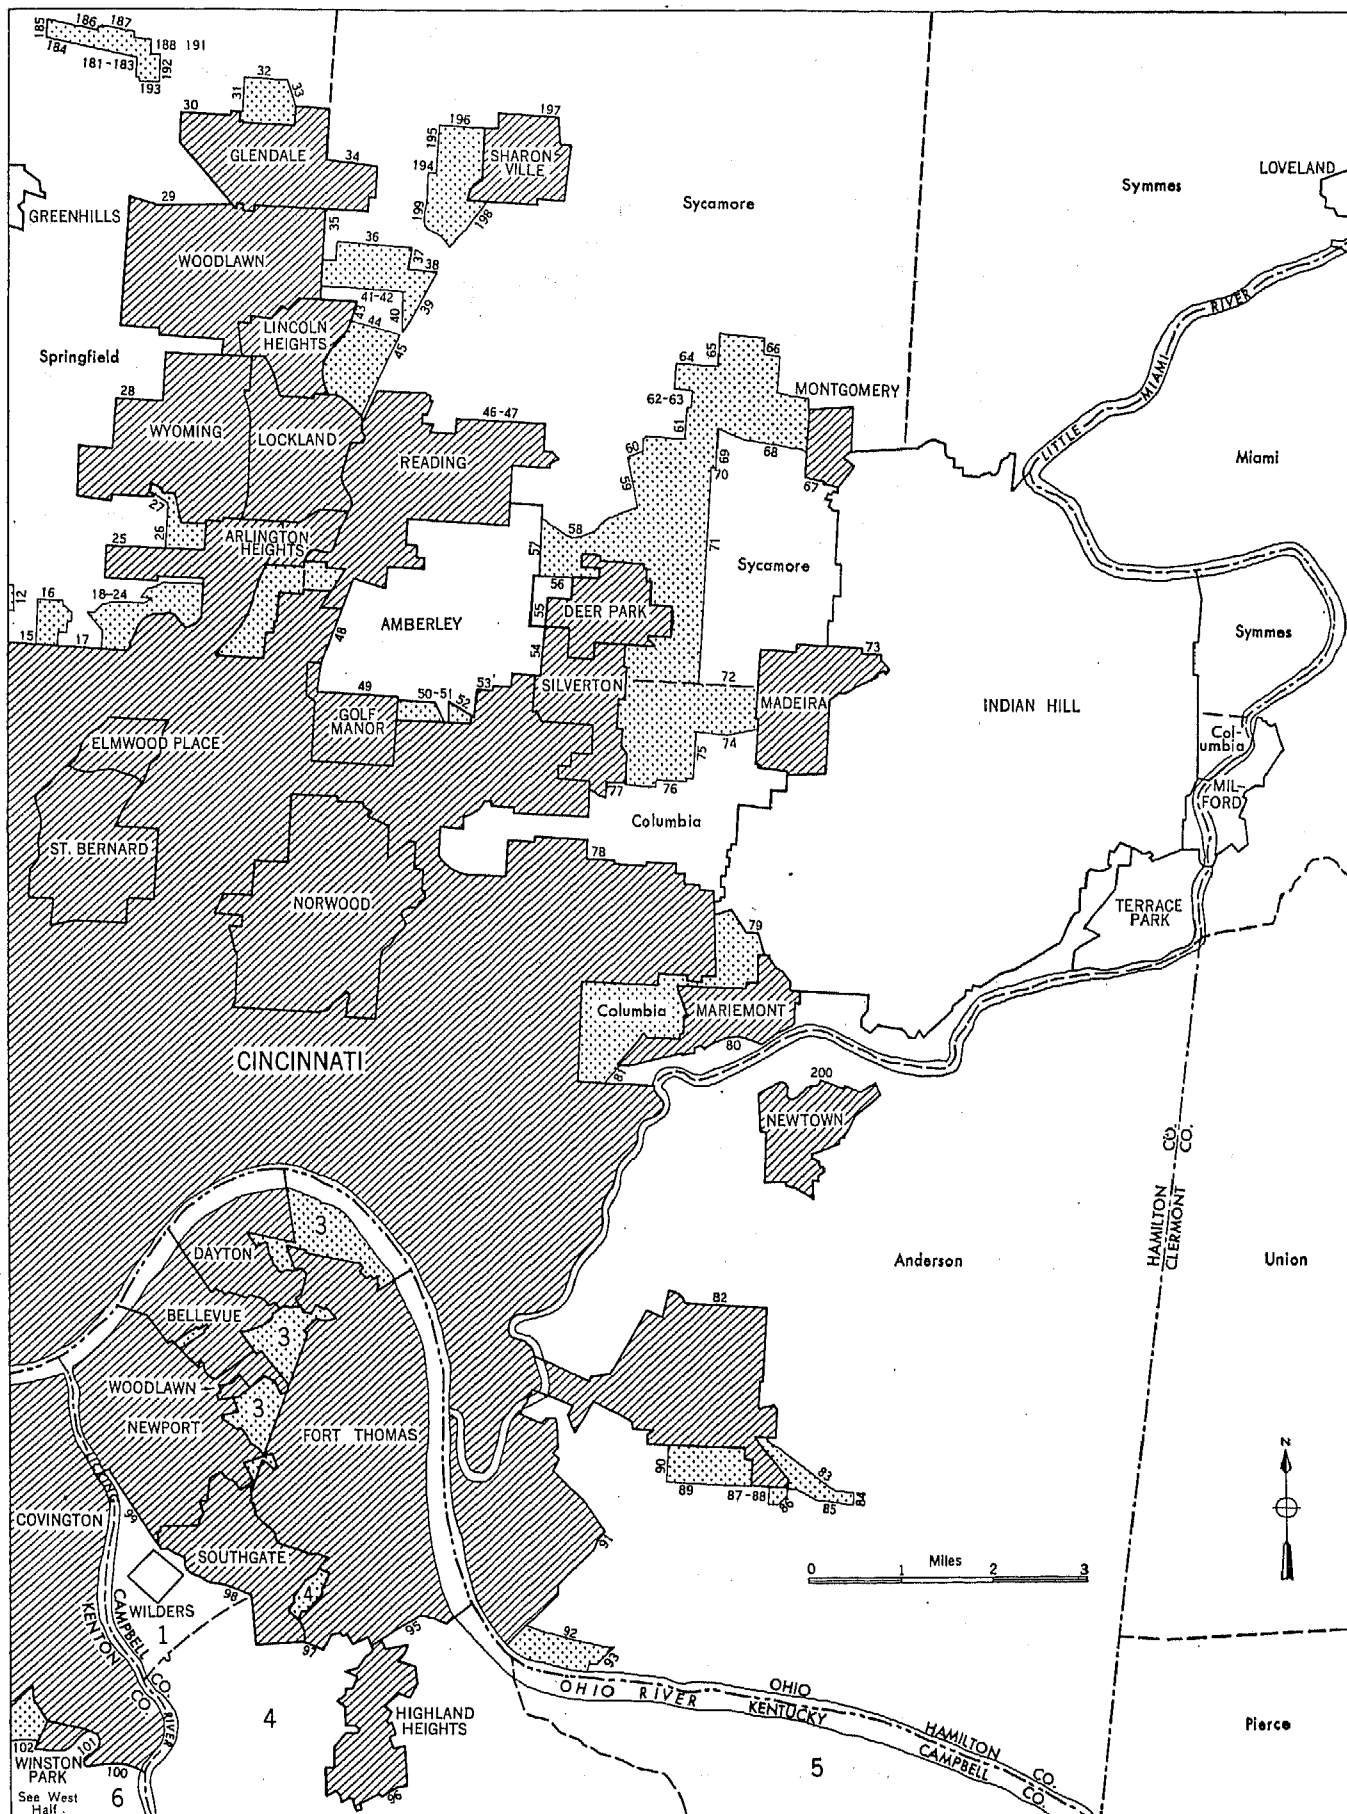 185
186
187
188 191
184
181-183
192
193
32
31
33
30
GLENDALE
34
195
196
197
194
SHARON
VILLE
199
198
Sycamore
Symmes
LOVELAND
GREENHILLS
29
35
WOODLAWN
36
37
38
39
41-42
40
43
44
45
LINCOLN
HEIGHTS
Springfield
28
WYOMING
LOCKLAND
READING
46-47
64
65
66
62-63
61
60
59
MONTGOMERY
69
70
68
67
LITTLE
MIAMI
RIVER
Miami
27
26
25
ARLINGTON
HEIGHTS
58
57
71
Sycamore
56
55
DEER PARK
12
16
18-24
15
17
AMBERLEY
48
54
73
Symmes
49
50-51
52
53
SILVERTON
72
MADEIRA
INDIAN HILL
GOLF
MANOR
ELMWOOD PLACE
75
74
Col-
umbia
77
76
MIL-
FORD
Columbia
ST. BERNARD
78
NORWOOD
TERRACE
PARK
79
Columbia
MARIEMONT
80
81
CINCINNATI
200
NEWTOWN
HAMILTON CO.
CLERMONT CO.
3
DAYTON
Anderson
Union
82
BELLEVUE
3
WOODLAWN
3
NEWPORT
FORT THOMAS
LICKING
90
83
89
87-88
86
85
84
COVINGTON
99
91
SOUTHGATE
N
0 1 Miles 2 3
98
4
WILDERS
1
CAMPBELL CO.
KENTON CO.
RIVER
97
95
92
93
OHIO RIVER
OHIO
KENTUCKY
HAMILTON CO.
CAMPBELL CO.
4
HIGHLAND
HEIGHTS
Pierce
102
101
WINSTON
PARK
100
96
5
See West
Half
6